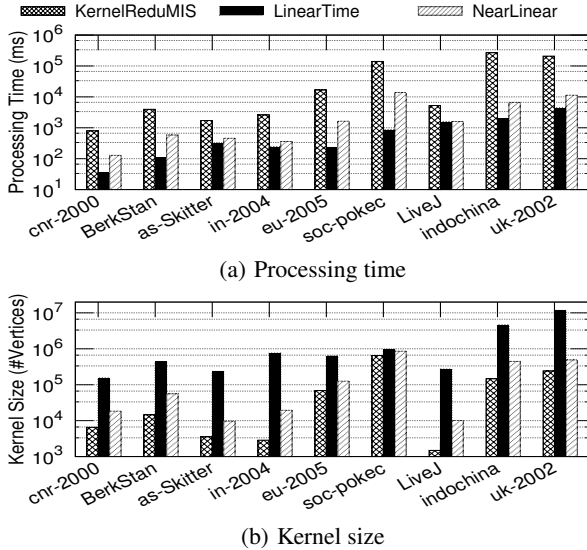 KernelReduMIS LinearTime NearLinear
Processing Time (ms)
10^6
10^5
10^4
10^3
10^2
10^1
cnr-2000 BerkStan as-Skitter in-2004 eu-2005 soc-pokec LiveJ indochina uk-2002
(a) Processing time
Kernel Size (#Vertices)
10^7
10^6
10^5
10^4
10^3
cnr-2000 BerkStan as-Skitter in-2004 eu-2005 soc-pokec LiveJ indochina uk-2002
(b) Kernel size